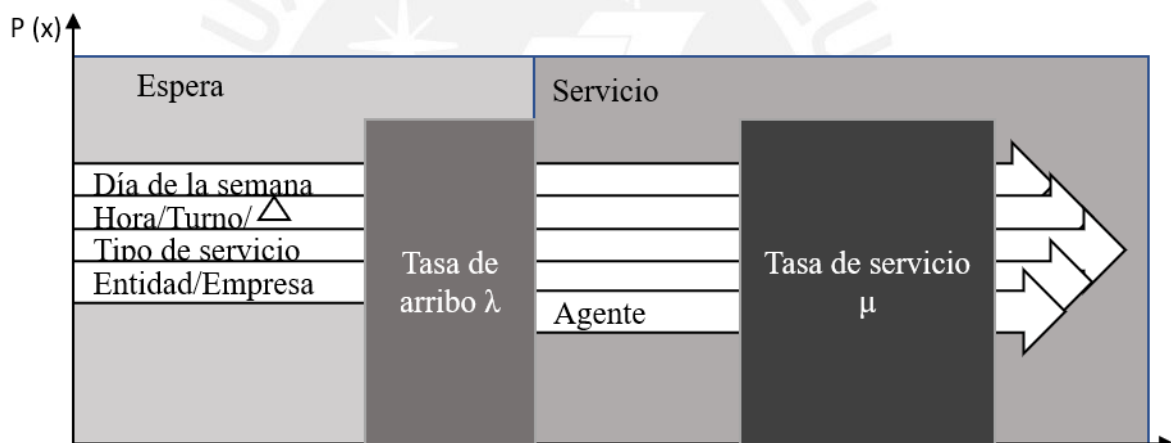 P (x)
Espera
Servicio
Día de la semana
Hora/Turno/
Tipo de servicio
Entidad/Empresa
Tasa de
arribo λ
Agente
Tasa de servicio
μ